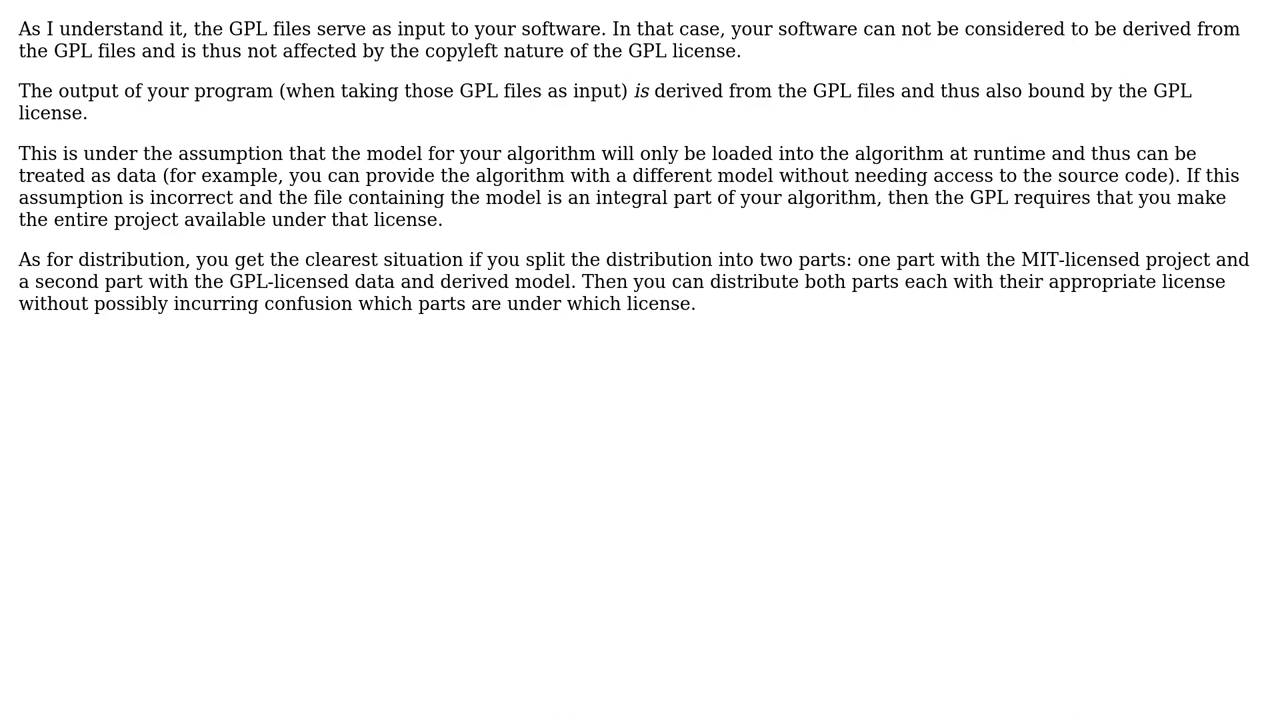 As I understand it, the GPL files serve as input to your software. In that case, your software can not be considered to be derived from
the GPL files and is thus not affected by the copyleft nature of the GPL license.
The output of your program (when taking those GPL files as input) is derived from the GPL files and thus also bound by the GPL
license.
This is under the assumption that the model for your algorithm will only be loaded into the algorithm at runtime and thus can be
treated as data (for example, you can provide the algorithm with a different model without needing access to the source code). If this
assumption is incorrect and the file containing the model is an integral part of your algorithm, then the GPL requires that you make
the entire project available under that license.
As for distribution, you get the clearest situation if you split the distribution into two parts: one part with the MIT-licensed project and
a second part with the GPL-licensed data and derived model. Then you can distribute both parts each with their appropriate license
without possibly incurring confusion which parts are under which license.